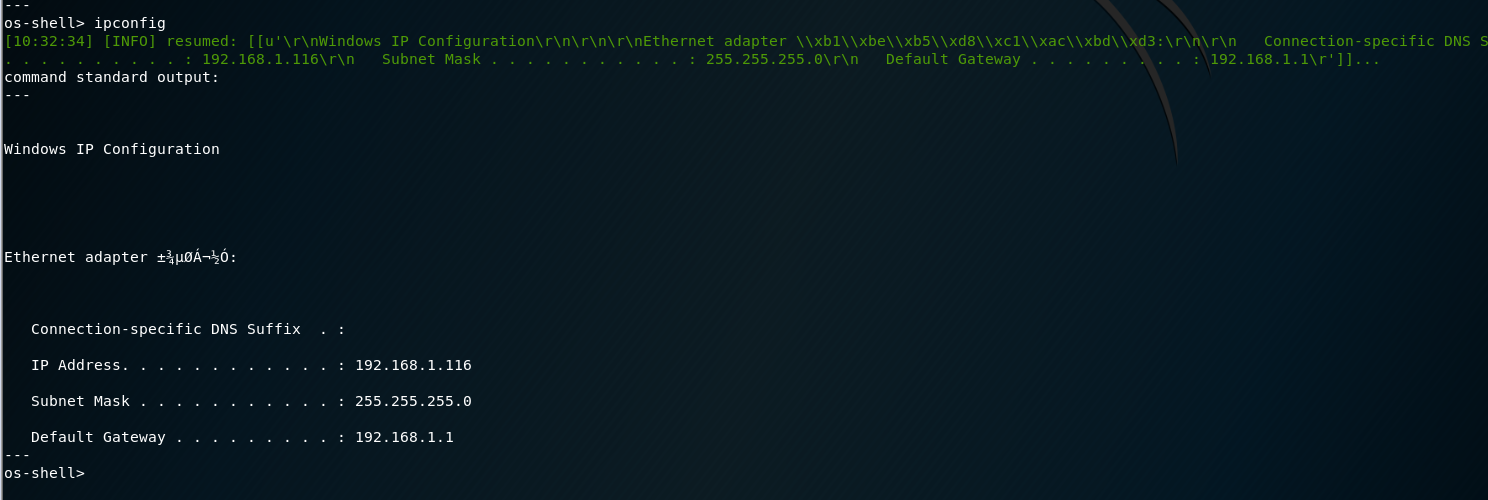 ---
os-shell> ipconfig
[10:32:34] [INFO] resumed: [[u'\r\nWindows IP Configuration\r\n\r\n\r\nEthernet adapter \\xb1\\xbe\\xb5\\xd8\\xc1\\xac\\xbd\\xd3:\r\n\r\n   Connection-specific DNS S
. . . . . . . . . . : 192.168.1.116\r\n   Subnet Mask . . . . . . . . . . . : 255.255.255.0\r\n   Default Gateway . . . . . . . . . : 192.168.1.1\r']]...
command standard output:
---
Windows IP Configuration
Ethernet adapter ±¾µØÁ¬½Ó:
   Connection-specific DNS Suffix  . :
   IP Address. . . . . . . . . . . . : 192.168.1.116
   Subnet Mask . . . . . . . . . . . : 255.255.255.0
   Default Gateway . . . . . . . . . : 192.168.1.1
---
os-shell>